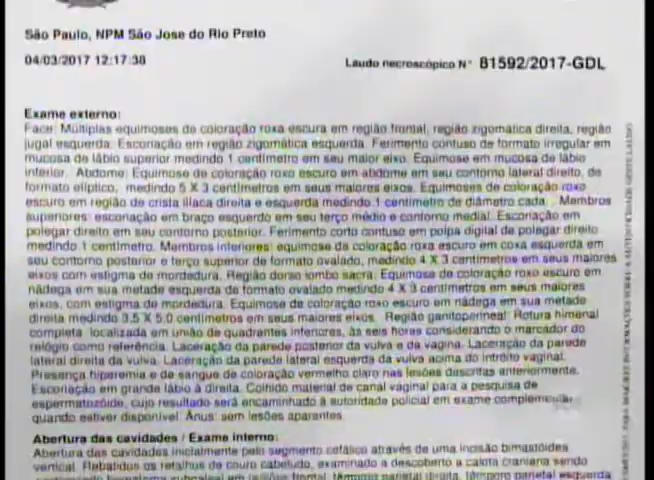 São Paulo, NPM São Jose do Rio Preto
04/03/2017 12:17:38
Laudo necroscópico Nº 81592/2017-GDL
Exame externo:
Face: Múltiplas equimoses de coloração roxa escura em região frontal, região zigomática direita, região
jugal esquerda. Escoriação em região zigomática esquerda. Ferimento contuso de formato irregular em
mucosa de lábio superior medindo 1 centímetro em seu maior eixo. Equimose em mucosa de lábio
inferior. Abdome: Equimose de coloração roxo escuro em abdome em seu contorno lateral direito, de
formato elíptico, medindo 5 X 3 centímetros em seus maiores eixos. Equimoses de coloração roxo
escuro em região de crista ilíaca direita e esquerda medindo 1 centímetro de diâmetro cada. Membros
superiores: escoriação em braço esquerdo em seu terço médio e contorno medial. Escoriação em
polegar direito em seu contorno posterior. Ferimento corto contuso em polpa digital de polegar direito
medindo 1 centímetro. Membros inferiores: equimose de coloração roxa escuro em coxa esquerda em
seu contorno posterior e terço superior de formato ovalado, medindo 4 X 3 centímetros em seus maiores
eixos com estigma de mordedura. Região dorso lombo sacra: Equimose de coloração roxo escuro em
nádega em sua metade esquerda de formato ovalado medindo 4 X 3 centímetros em seus maiores
eixos, com estigma de mordedura. Equimose de coloração roxo escuro em nádega em sua metade
direita medindo 3,5 X 5,0 centímetros em seus maiores eixos. Região genitoperineal: Rotura himenal
completa localizada em união de quadrantes inferiores, às seis horas considerando o marcador do
relógio como referência. Laceração da parede posterior da vulva e da vagina. Laceração da parede
lateral direita da vulva. Laceração da parede lateral esquerda da vulva acima do intróito vaginal.
Presença hiperemia e de sangue de coloração vermelho claro nas lesões descritas anteriormente.
Escoriação em grande lábio à direita. Colhido material de canal vaginal para a pesquisa de
espermatozóide, cujo resultado será encaminhado à autoridade policial em exame complementar
quando estiver disponível. Ânus: sem lesões aparentes.
Abertura das cavidades / Exame interno:
Abertura das cavidades inicialmente pelo segmento cefálico através de uma incisão bimastóidea
vertical. Rebatidos os retalhos de couro cabeludo, examinado a descoberto a calota craniana sendo